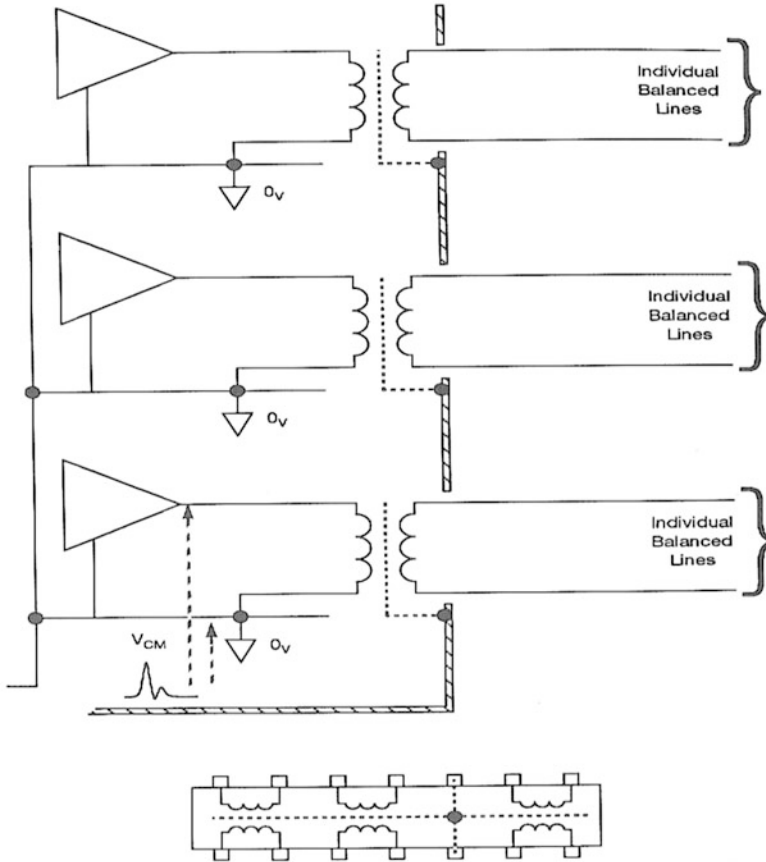 Individual
Balanced
Lines
0V
Individual
Balanced
Lines
0V
Individual
Balanced
Lines
VCM
0V